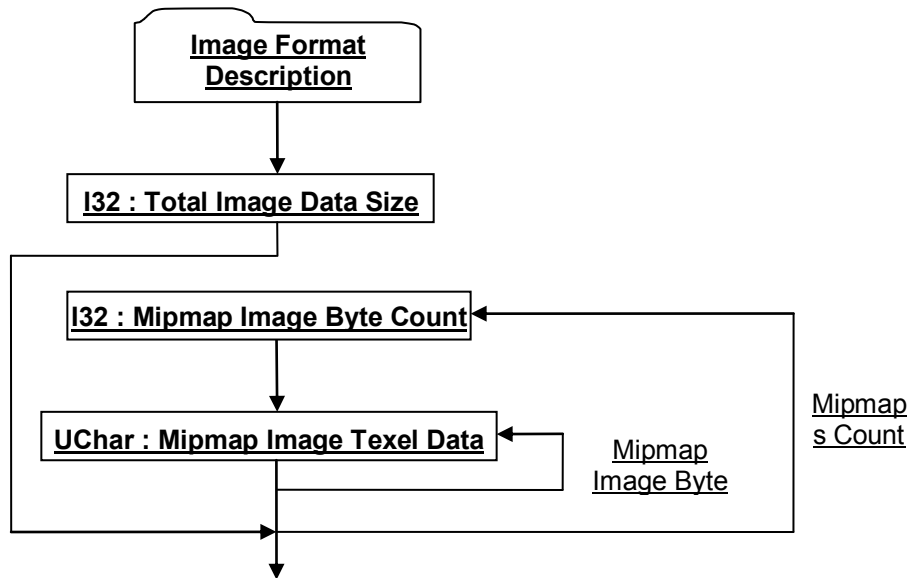 Image Format
Description
I32 : Total Image Data Size
I32 : Mipmap Image Byte Count
UChar : Mipmap Image Texel Data
Mipmap
Image Byte
Mipmap
s Count